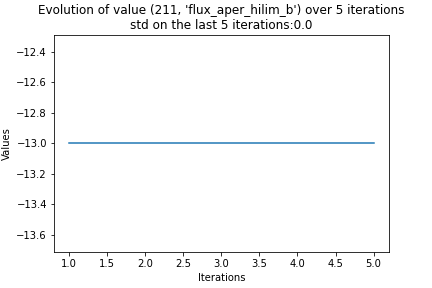 Evolution of value (211, 'flux_aper_hilim_b') over 5 iterations
std on the last 5 iterations:0.0
Values
−12.4
−12.6
−12.8
−13.0
−13.2
−13.4
−13.6
1.0 1.5 2.0 2.5 3.0 3.5 4.0 4.5 5.0
Iterations